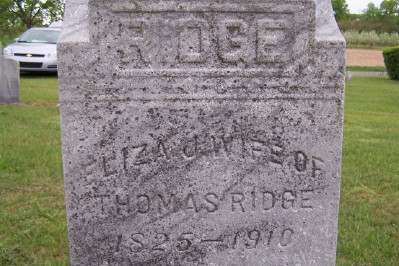 RIDGE
ELIZA J. WIFE OF
THOMAS RIDGE
1825–1910